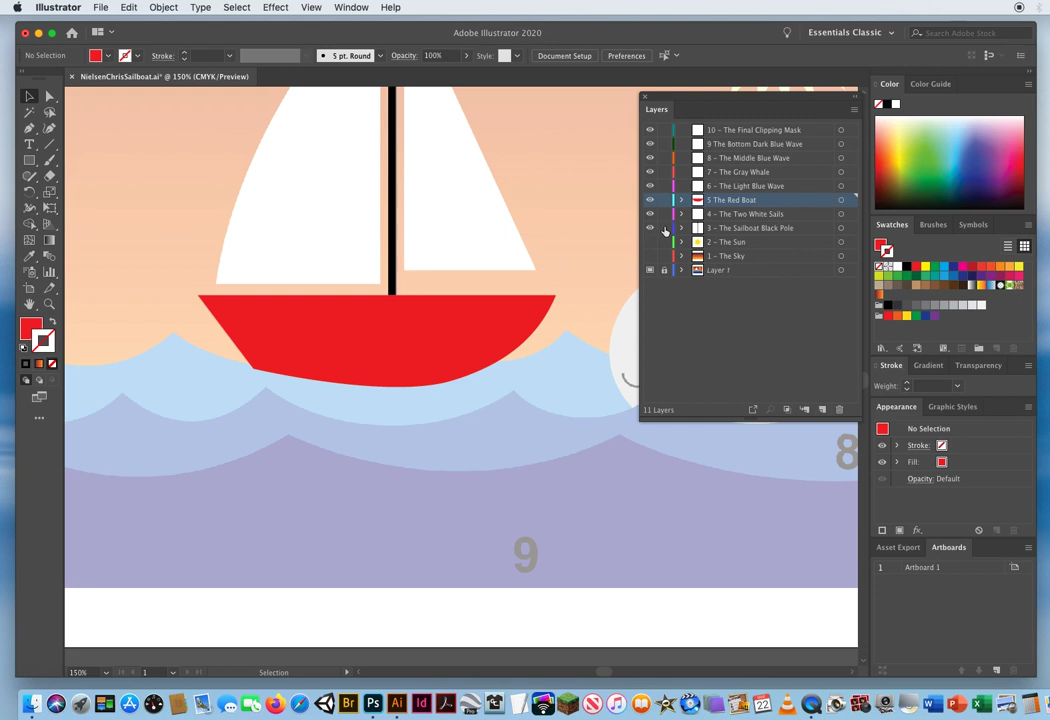 Illustrator File Edit Object Type Select Effect View Window Help
Adobe Illustrator 2020
Essentials Classic
Search Adobe Stock
No Selection
Stroke:
5 pt. Round
Opacity: 100%
Style:
Document Setup
Preferences
× NielsenChrisSailboat.ai* @ 150% (CMYK/Preview)
Layers
10 - The Final Clipping Mask
9 The Bottom Dark Blue Wave
8 - The Middle Blue Wave
7 - The Gray Whale
6 - The Light Blue Wave
5 The Red Boat
4 - The Two White Sails
3 - The Sailboat Black Pole
2 - The Sun
1 - The Sky
Layer 1
11 Layers
8
9
Color
Color Guide
Swatches
Brushes
Symbols
Stroke
Gradient
Transparency
Weight:
Appearance
Graphic Styles
No Selection
Stroke:
Fill:
Opacity: Default
fx
Asset Export
Artboards
1 Artboard 1
150%
1
Selection
Br
Ps
Ai
Id
22